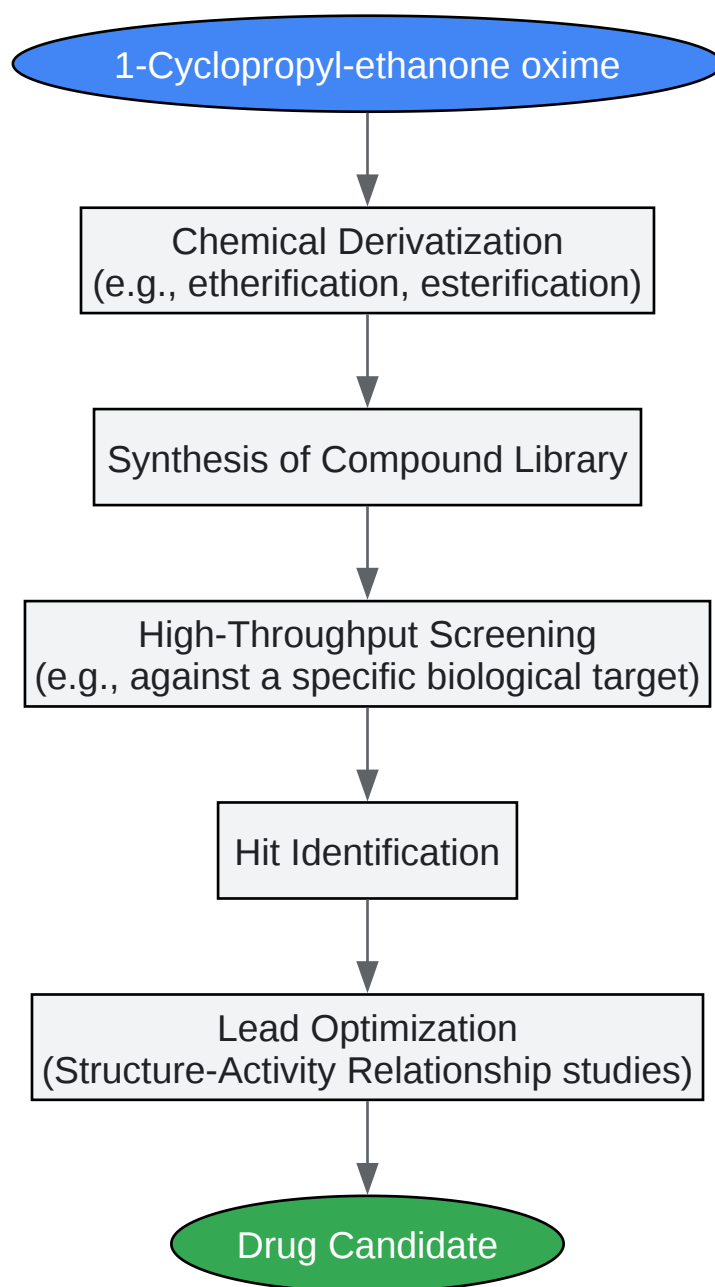 1-Cyclopropyl-ethanone oxime
Chemical Derivatization
(e.g., etherification, esterification)
Synthesis of Compound Library
High-Throughput Screening
(e.g., against a specific biological target)
Hit Identification
Lead Optimization
(Structure-Activity Relationship studies)
Drug Candidate